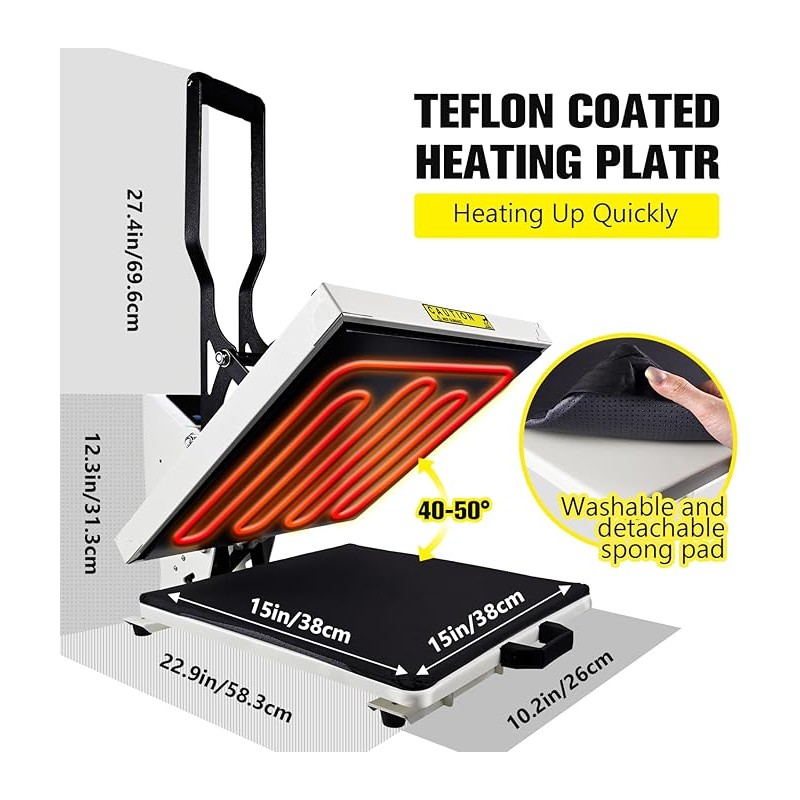 TEFLON COATED
HEATING PLATR
Heating Up Quickly
27.4in/69.6cm
CAUTION
12.3in/31.3cm
40-50°
Washable and
detachable
spong pad
15in/38cm
15in/38cm
22.9in/58.3cm
10.2in/26cm